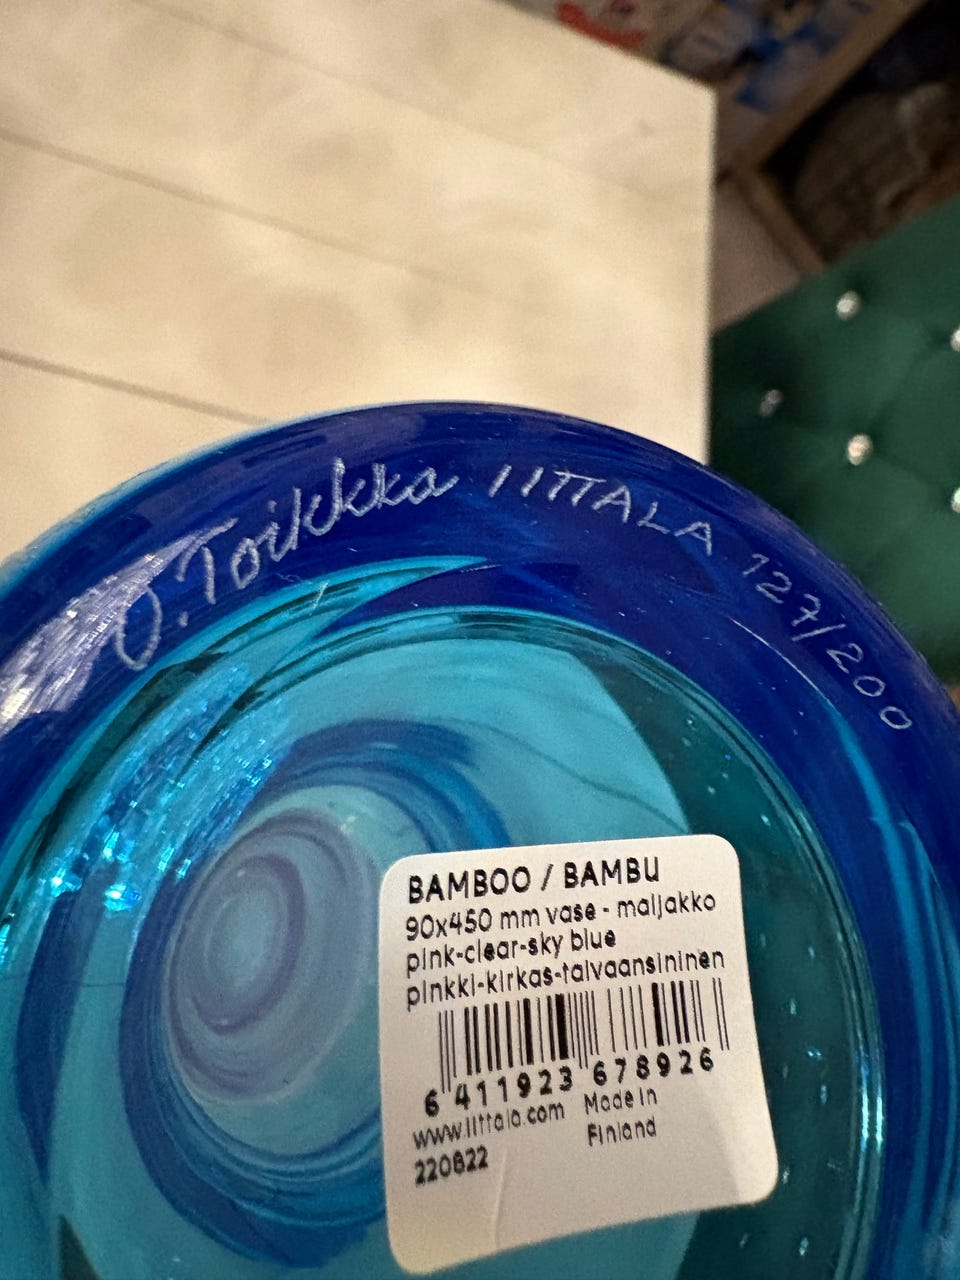 O. Toikka IITTALA 127/200
BAMBOO / BAMBU
90x450 mm vase - maljakko
pink-clear-sky blue
pinkki-kirkas-taivaansininen
6 411923 678926
www.iittala.com Made in
Finland
220822